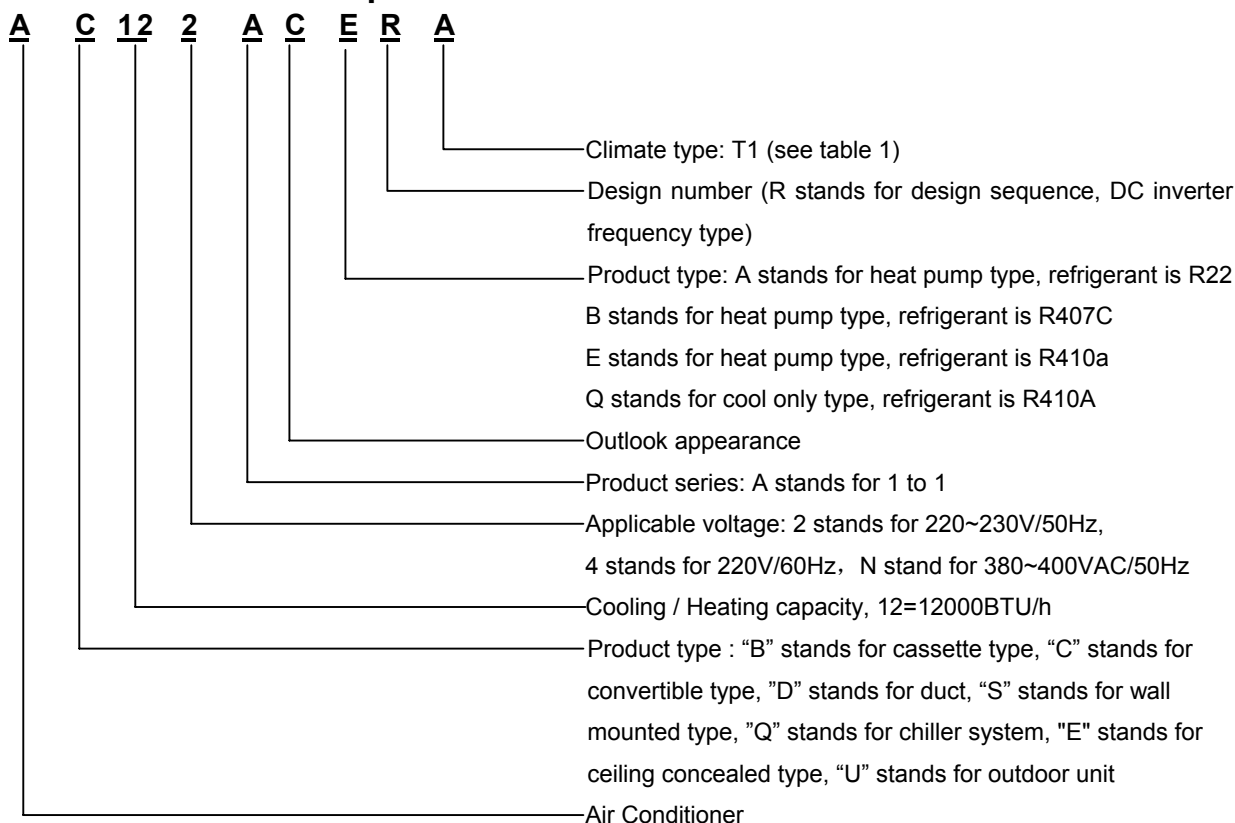 A C 12 2 A C E R A
Climate type: T1 (see table 1)
Design number (R stands for design sequence, DC inverter
frequency type)
Product type: A stands for heat pump type, refrigerant is R22
B stands for heat pump type, refrigerant is R407C
E stands for heat pump type, refrigerant is R410a
Q stands for cool only type, refrigerant is R410A
Outlook appearance
Product series: A stands for 1 to 1
Applicable voltage: 2 stands for 220~230V/50Hz,
4 stands for 220V/60Hz，N stand for 380~400VAC/50Hz
Cooling / Heating capacity, 12=12000BTU/h
Product type : “B” stands for cassette type, “C” stands for
convertible type, ”D” stands for duct, “S” stands for wall
mounted type, ”Q” stands for chiller system, "E" stands for
ceiling concealed type, “U” stands for outdoor unit
Air Conditioner